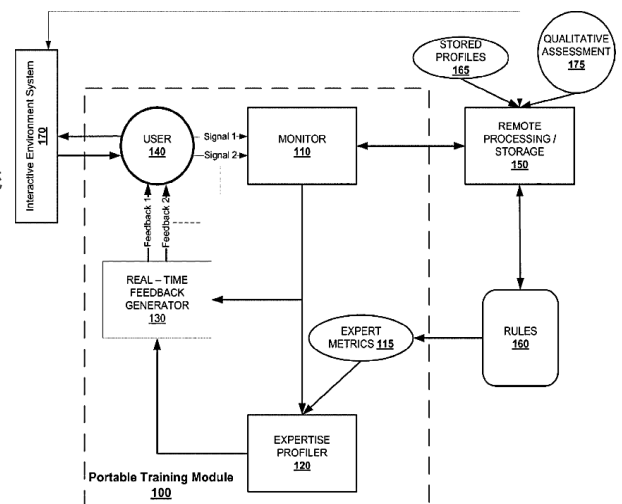 Interactive Environment System
170
USER
140
Signal 1
Signal 2
MONITOR
110
STORED
PROFILES
165
QUALITATIVE
ASSESSMENT
175
REMOTE
PROCESSING /
STORAGE
150
Feedback 1
Feedback 2
REAL – TIME
FEEDBACK
GENERATOR
130
EXPERT
METRICS 115
RULES
160
EXPERTISE
PROFILER
120
Portable Training Module
100